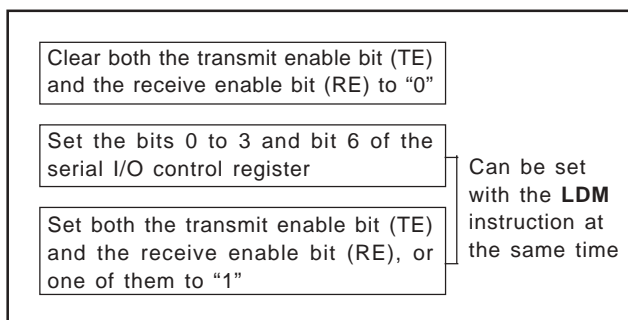 Clear both the transmit enable bit (TE)
and the receive enable bit (RE) to “0”
Set the bits 0 to 3 and bit 6 of the
serial I/O control register
Set both the transmit enable bit (TE)
and the receive enable bit (RE), or
one of them to “1”
Can be set
with the LDM
instruction at
the same time